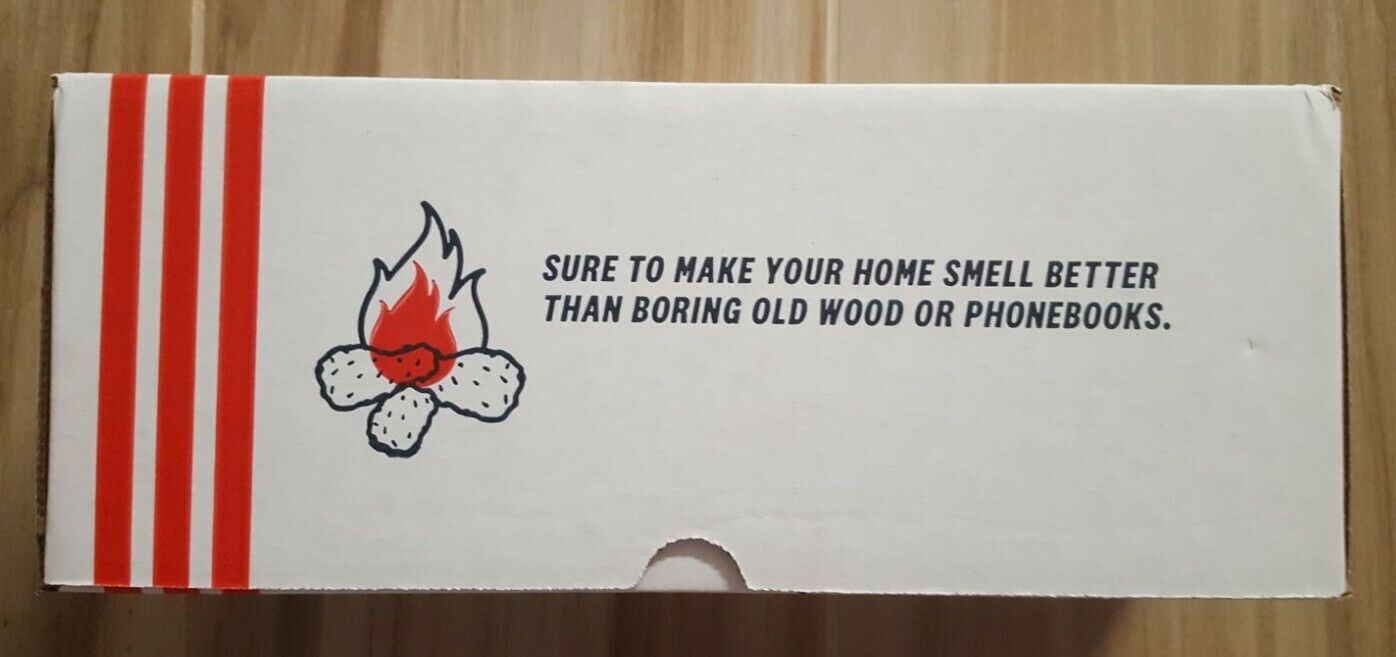 SURE TO MAKE YOUR HOME SMELL BETTER
THAN BORING OLD WOOD OR PHONEBOOKS.